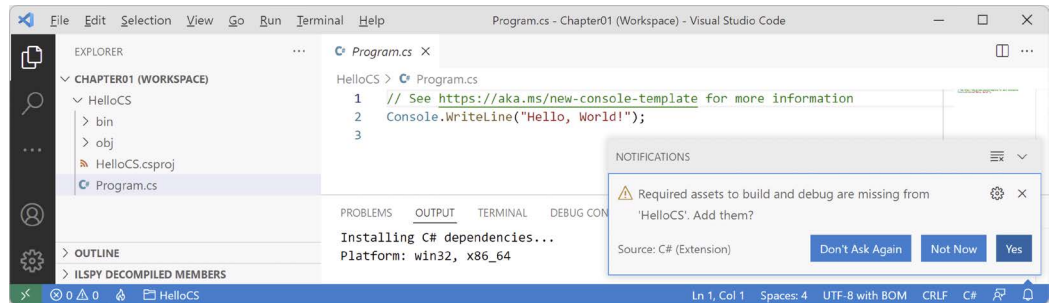 File Edit Selection View Go Run Terminal Help Program.cs - Chapter01 (Workspace) - Visual Studio Code
EXPLORER
CHAPTER01 (WORKSPACE)
HelloCS
bin
obj
HelloCS.csproj
Program.cs
OUTLINE
ILSPY DECOMPILED MEMBERS
Program.cs
HelloCS > Program.cs
1 // See https://aka.ms/new-console-template for more information
2 Console.WriteLine("Hello, World!");
3
PROBLEMS OUTPUT TERMINAL DEBUG CON
Installing C# dependencies...
Platform: win32, x86_64
NOTIFICATIONS
Required assets to build and debug are missing from
'HelloCS'. Add them?
Source: C# (Extension) Don't Ask Again Not Now Yes
0 0 HelloCS Ln 1, Col 1 Spaces: 4 UTF-8 with BOM CRLF C#